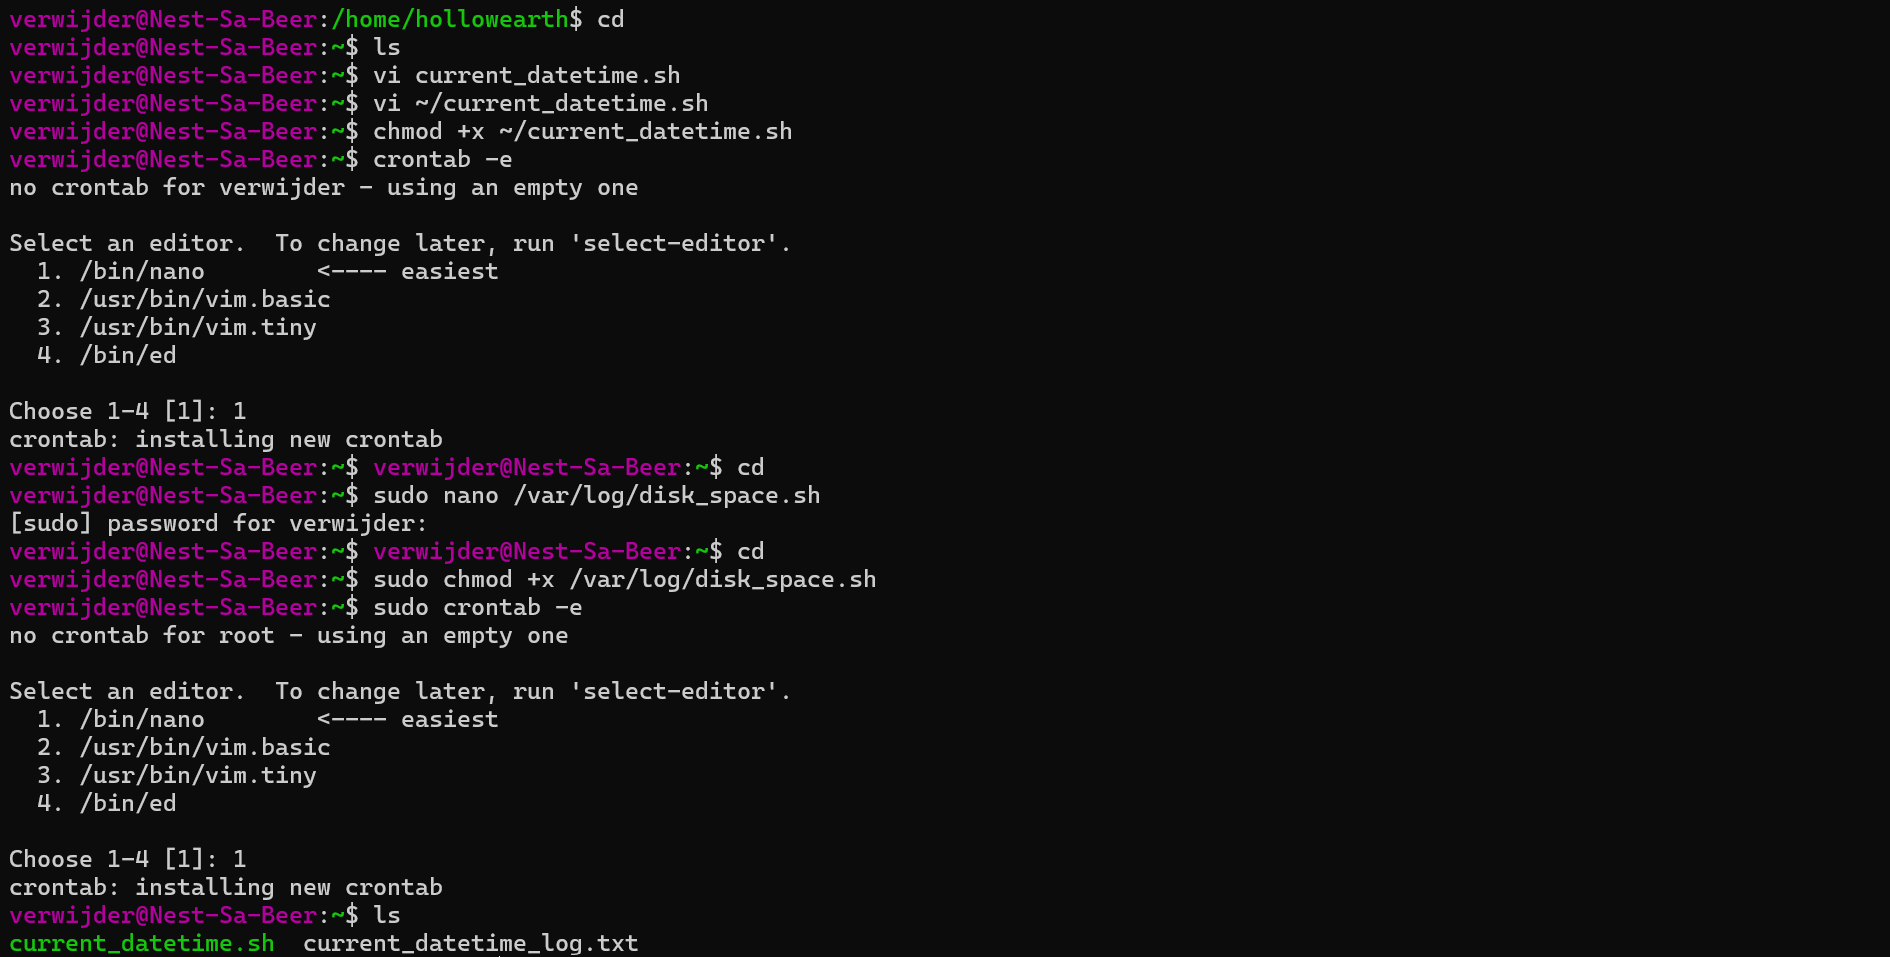 verwijder@Nest-Sa-Beer:/home/hollowearth$ cd
verwijder@Nest-Sa-Beer:~$ ls
verwijder@Nest-Sa-Beer:~$ vi current_datetime.sh
verwijder@Nest-Sa-Beer:~$ vi ~/current_datetime.sh
verwijder@Nest-Sa-Beer:~$ chmod +x ~/current_datetime.sh
verwijder@Nest-Sa-Beer:~$ crontab -e
no crontab for verwijder - using an empty one

Select an editor.  To change later, run 'select-editor'.
  1. /bin/nano        <---- easiest
  2. /usr/bin/vim.basic
  3. /usr/bin/vim.tiny
  4. /bin/ed

Choose 1-4 [1]: 1
crontab: installing new crontab
verwijder@Nest-Sa-Beer:~$ verwijder@Nest-Sa-Beer:~$ cd
verwijder@Nest-Sa-Beer:~$ sudo nano /var/log/disk_space.sh
[sudo] password for verwijder:
verwijder@Nest-Sa-Beer:~$ verwijder@Nest-Sa-Beer:~$ cd
verwijder@Nest-Sa-Beer:~$ sudo chmod +x /var/log/disk_space.sh
verwijder@Nest-Sa-Beer:~$ sudo crontab -e
no crontab for root - using an empty one

Select an editor.  To change later, run 'select-editor'.
  1. /bin/nano        <---- easiest
  2. /usr/bin/vim.basic
  3. /usr/bin/vim.tiny
  4. /bin/ed

Choose 1-4 [1]: 1
crontab: installing new crontab
verwijder@Nest-Sa-Beer:~$ ls
current_datetime.sh  current_datetime_log.txt